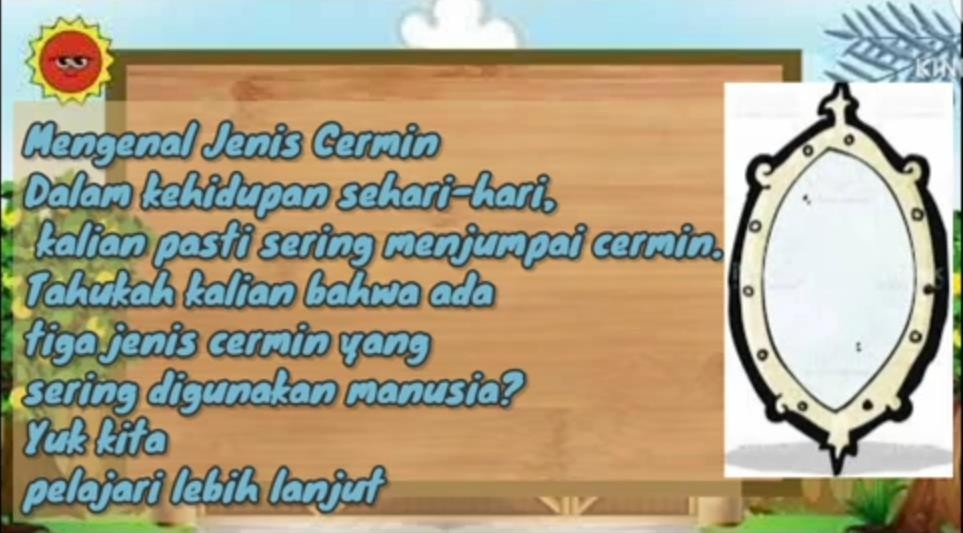 Mengenal Jenis Cermin
Dalam kehidupan sehari-hari,
kalian pasti sering menjumpai cermin.
Tahukah kalian bahwa ada
tiga jenis cermin yang
sering digunakan manusia?
Yuk kita
pelajari lebih lanjut
KIN